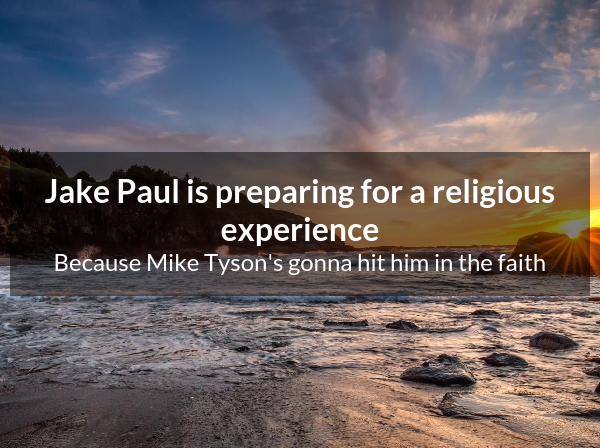 Jake Paul is preparing for a religious
experience
Because Mike Tyson's gonna hit him in the faith